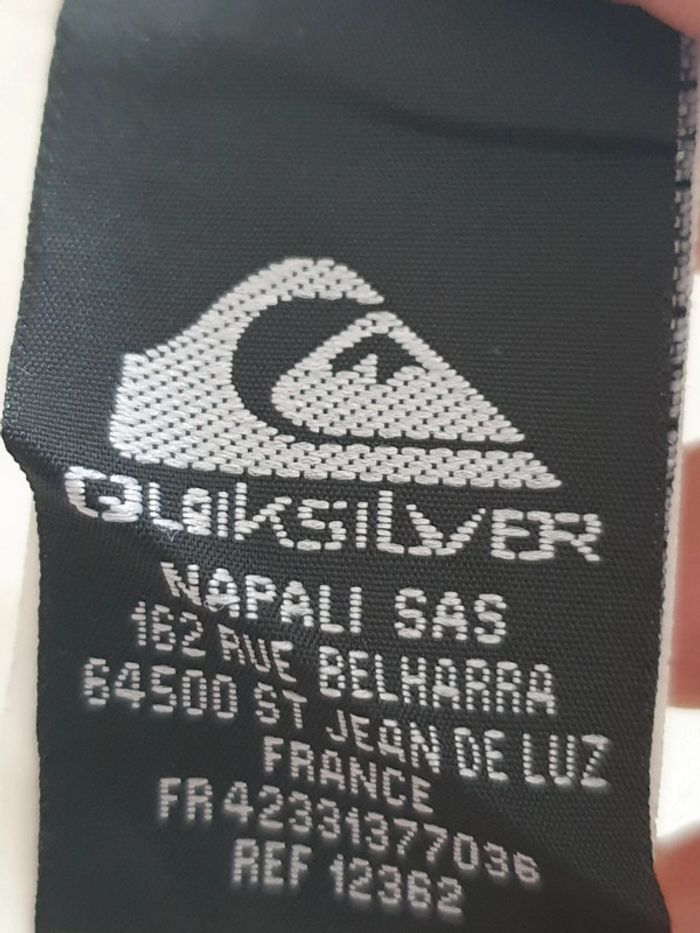 QUIKSILVER
NAPALI SAS
162 RUE BELHARRA
64500 ST JEAN DE LUZ
FRANCE
FR 42331377036
REF 12362